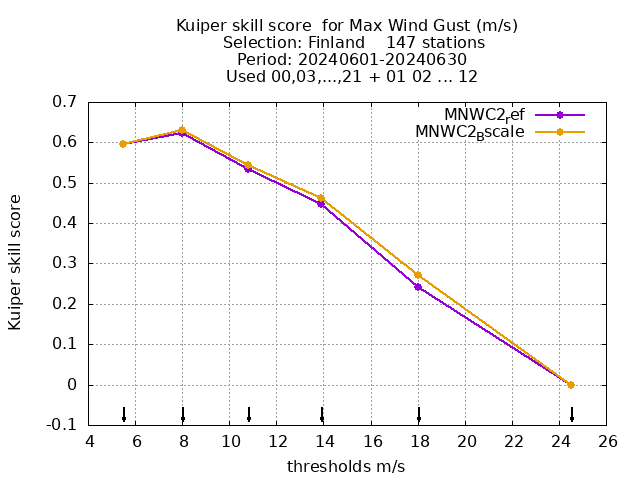 Kuiper skill score  for Max Wind Gust (m/s)
Selection: Finland    147 stations
Period: 20240601-20240630
Used 00,03,...,21 + 01 02 ... 12
MNWC2ref
MNWC2Bscale
0.7
0.6
0.5
0.4
0.3
0.2
0.1
0
-0.1
Kuiper skill score
4 6 8 10 12 14 16 18 20 22 24 26
thresholds m/s